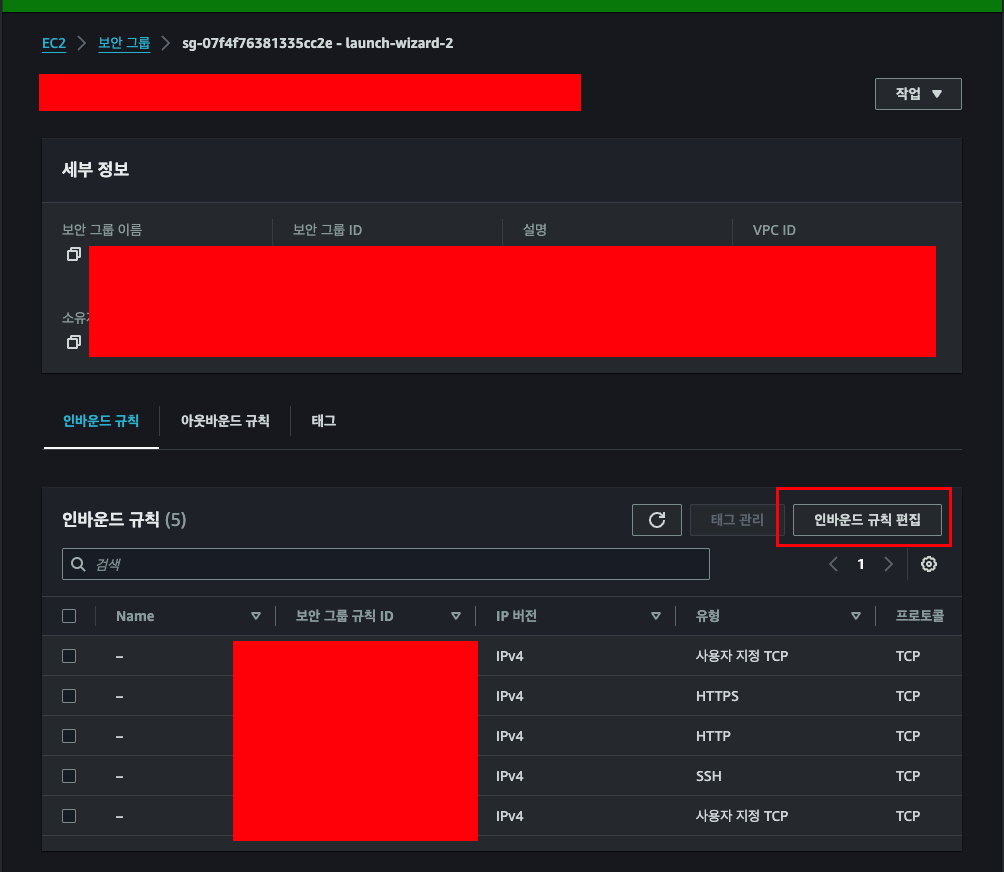 EC2 > 보안 그룹 > sg-07f4f76381335cc2e - launch-wizard-2
작업
세부 정보
보안 그룹 이름 보안 그룹 ID 설명 VPC ID
인바운드 규칙 아웃바운드 규칙 태그
인바운드 규칙 (5) 태그 관리 인바운드 규칙 편집
검색 1
Name 보안 그룹 규칙 ID IP 버전 유형 프로토콜
– IPv4 사용자 지정 TCP TCP
– IPv4 HTTPS TCP
– IPv4 HTTP TCP
– IPv4 SSH TCP
– IPv4 사용자 지정 TCP TCP